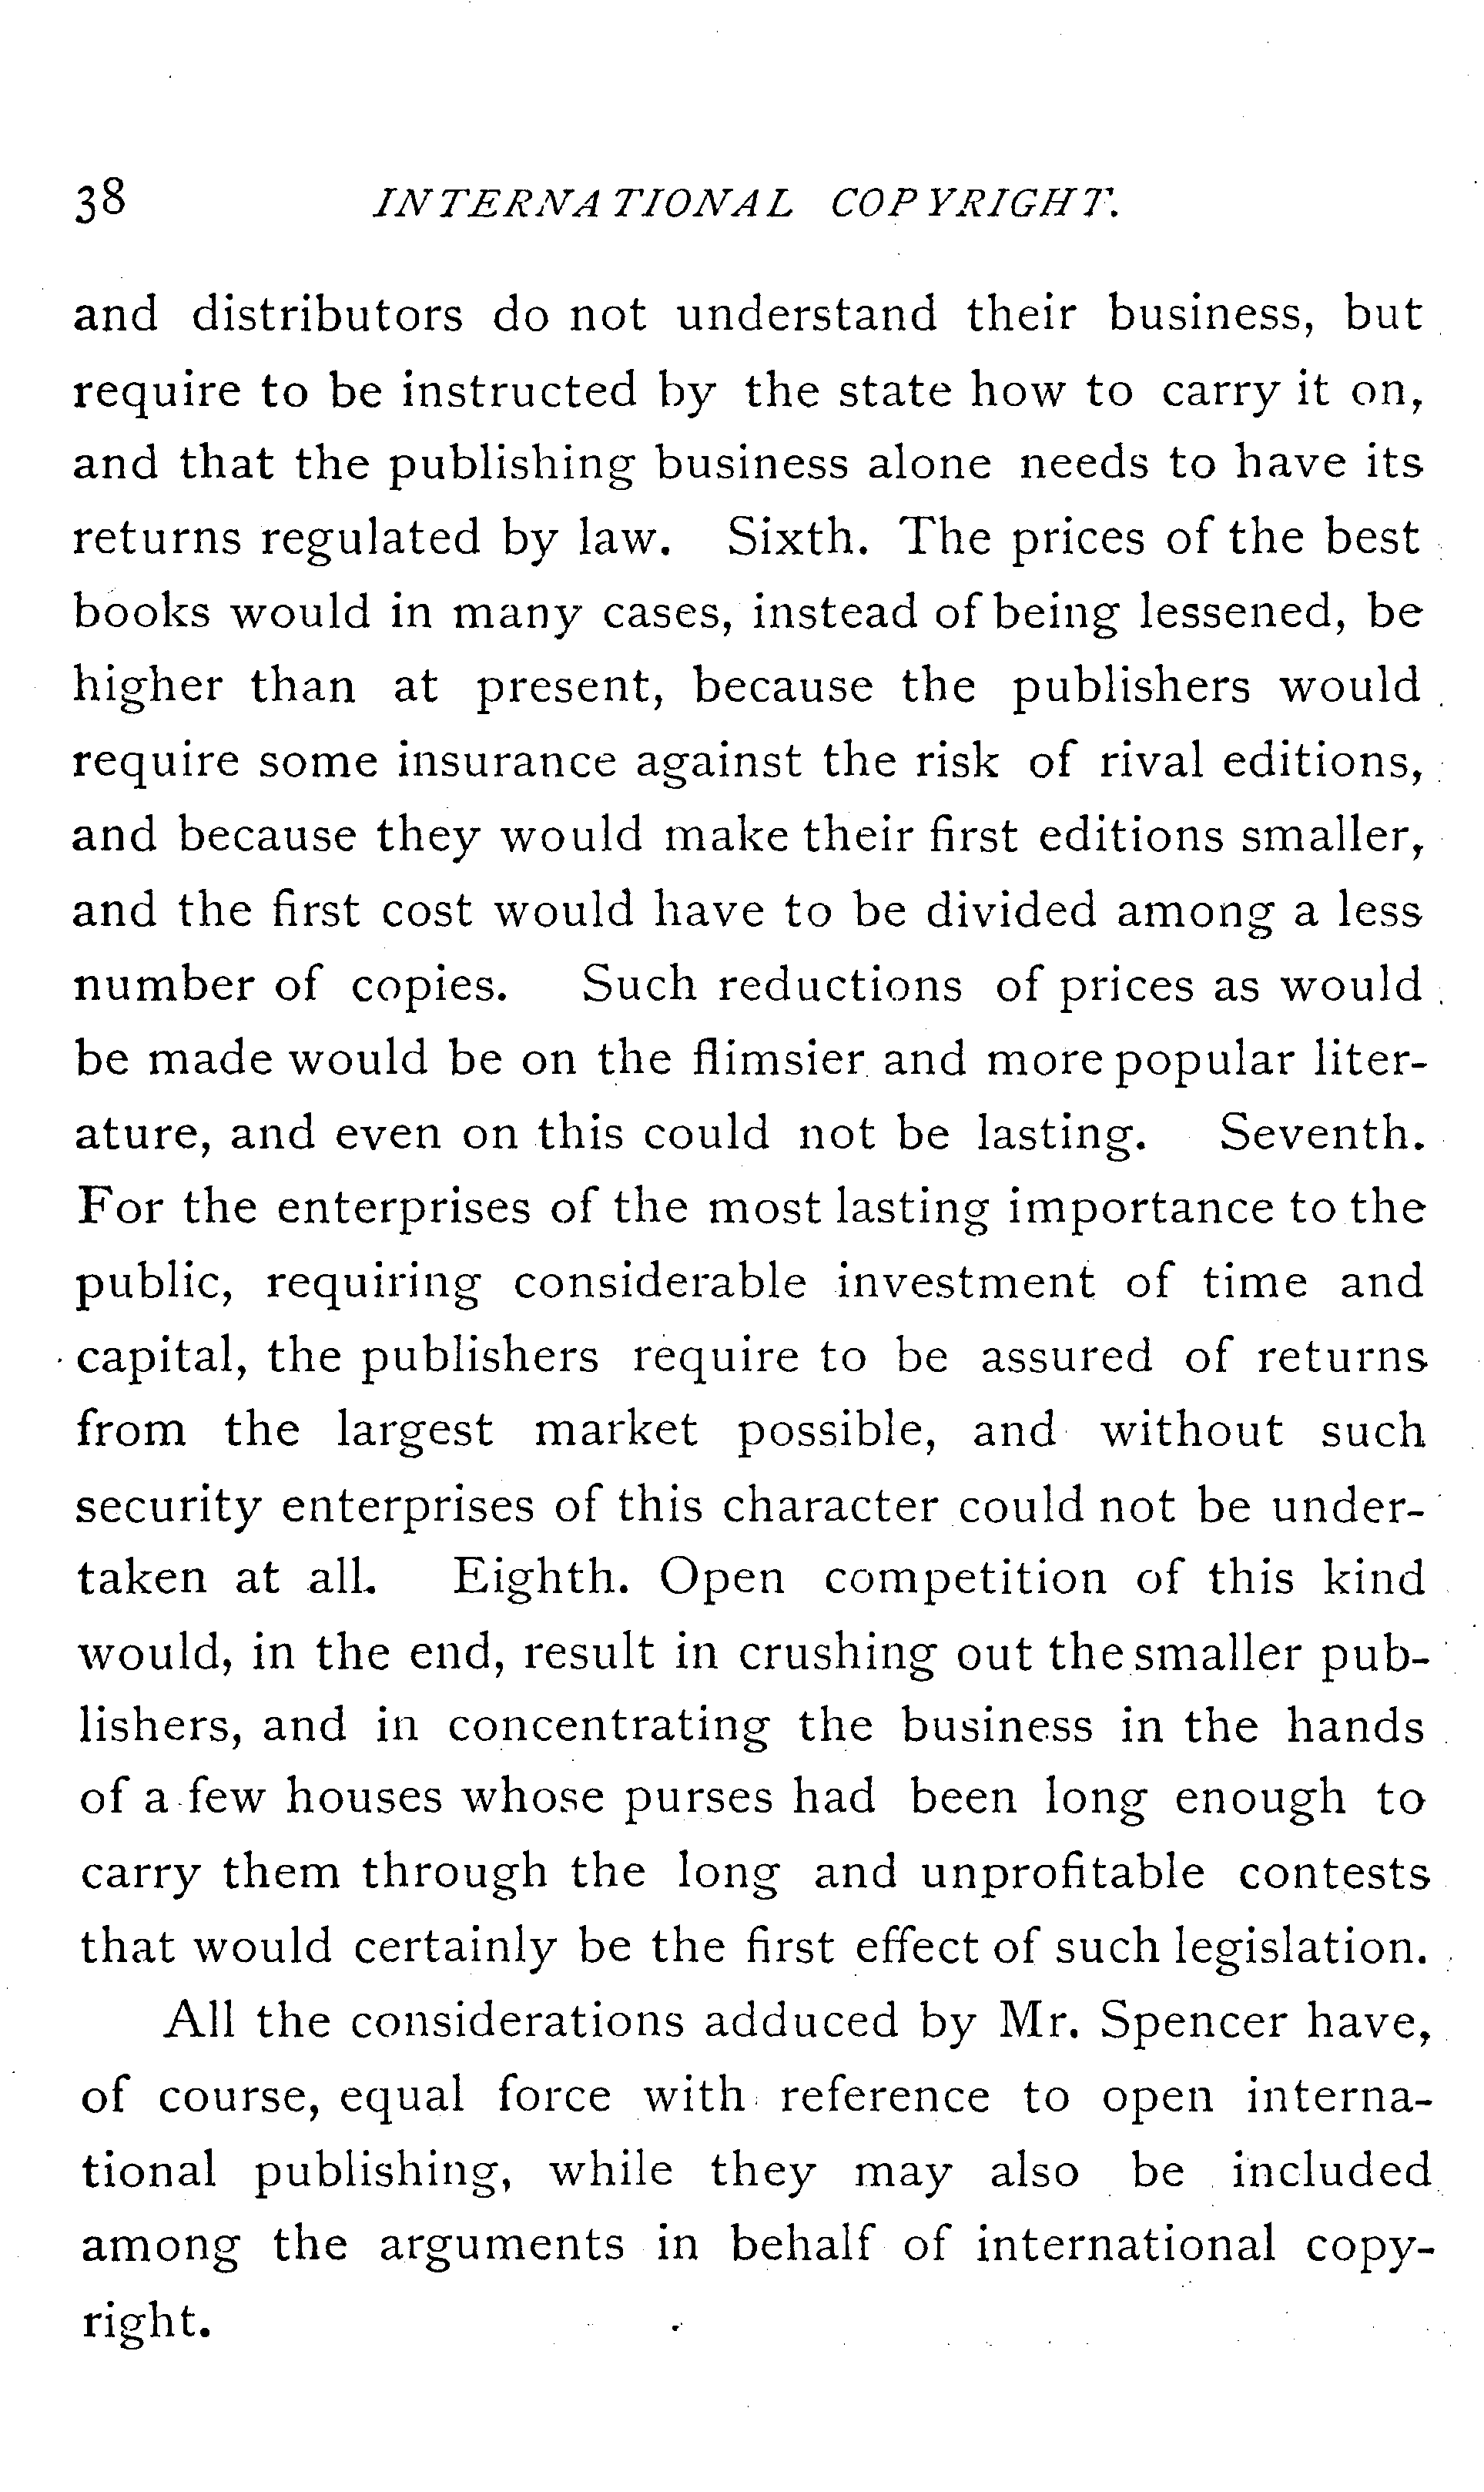 38 INTERNATIONAL COPYRIGHT.
and distributors do not understand their business, but
require to be instructed by the state how to carry it on,
and that the publishing business alone needs to have its
returns regulated by law. Sixth. The prices of the best
books would in many cases, instead of being lessened, be
higher than at present, because the publishers would
require some insurance against the risk of rival editions,
and because they would make their first editions smaller,
and the first cost would have to be divided among a less
number of copies. Such reductions of prices as would
be made would be on the flimsier and more popular liter-
ature, and even on this could not be lasting. Seventh.
For the enterprises of the most lasting importance to the
public, requiring considerable investment of time and
capital, the publishers require to be assured of returns
from the largest market possible, and without such
security enterprises of this character could not be under-
taken at all. Eighth. Open competition of this kind
would, in the end, result in crushing out the smaller pub-
lishers, and in concentrating the business in the hands
of a few houses whose purses had been long enough to
carry them through the long and unprofitable contests
that would certainly be the first effect of such legislation.
All the considerations adduced by Mr. Spencer have,
of course, equal force with reference to open interna-
tional publishing, while they may also be included
among the arguments in behalf of international copy-
right.